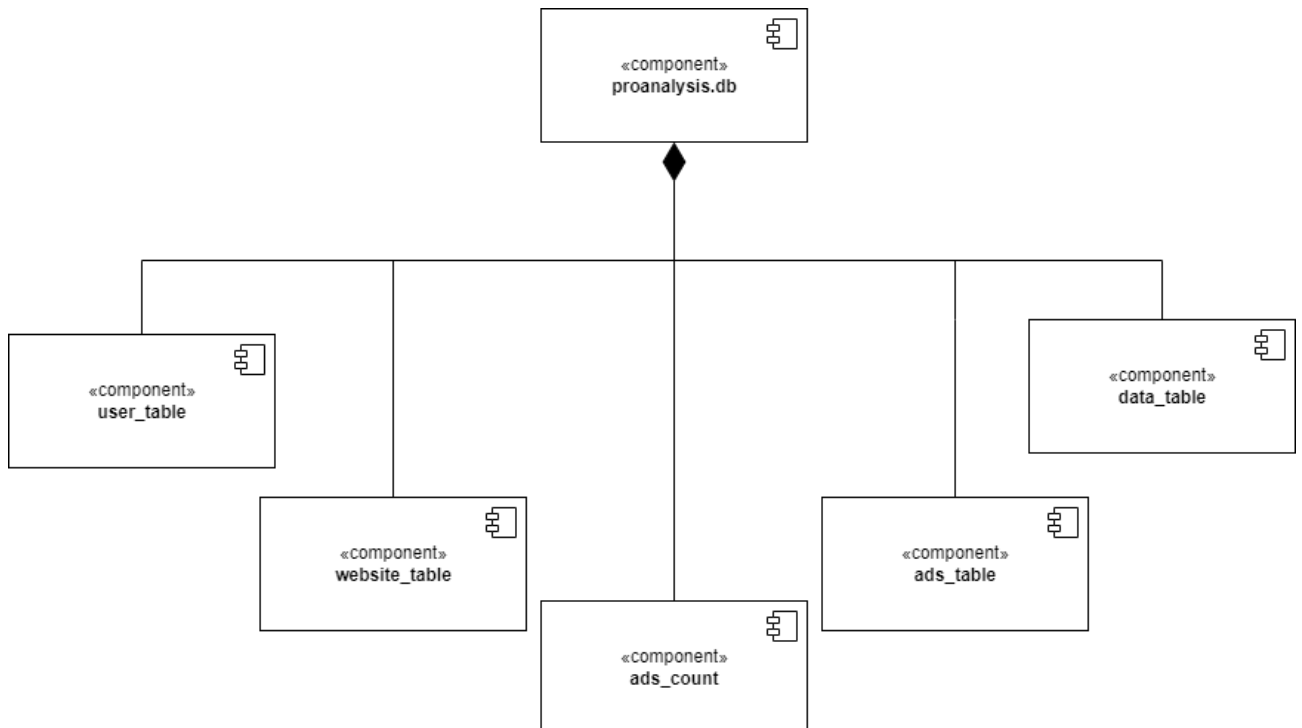 «component»
proanalysis.db
«component»
user_table
«component»
data_table
«component»
website_table
«component»
ads_table
«component»
ads_count